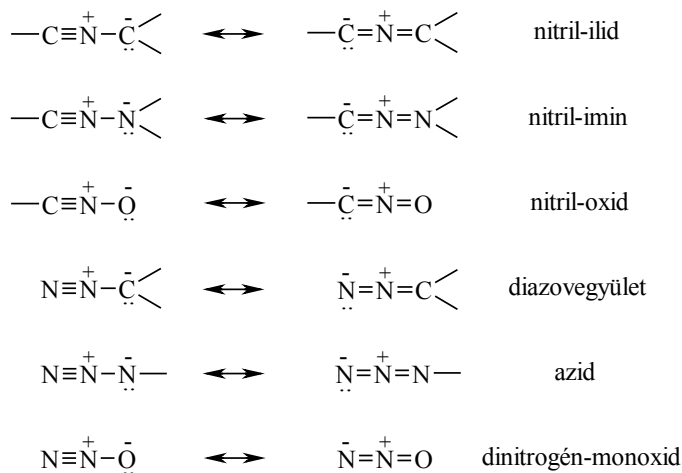 —C≡N⁺—C̤⁻< ↔ —C̤⁻=N⁺=C< nitril-ilid
—C≡N⁺—N̤⁻< ↔ —C̤⁻=N⁺=N< nitril-imin
—C≡N⁺—O̤⁻ ↔ —C̤⁻=N⁺=O nitril-oxid
N≡N⁺—C̤⁻< ↔ N̤⁻=N⁺=C< diazovegyület
N≡N⁺—N̤⁻— ↔ N̤⁻=N⁺=N— azid
N≡N⁺—O̤⁻ ↔ N̤⁻=N⁺=O dinitrogén-monoxid